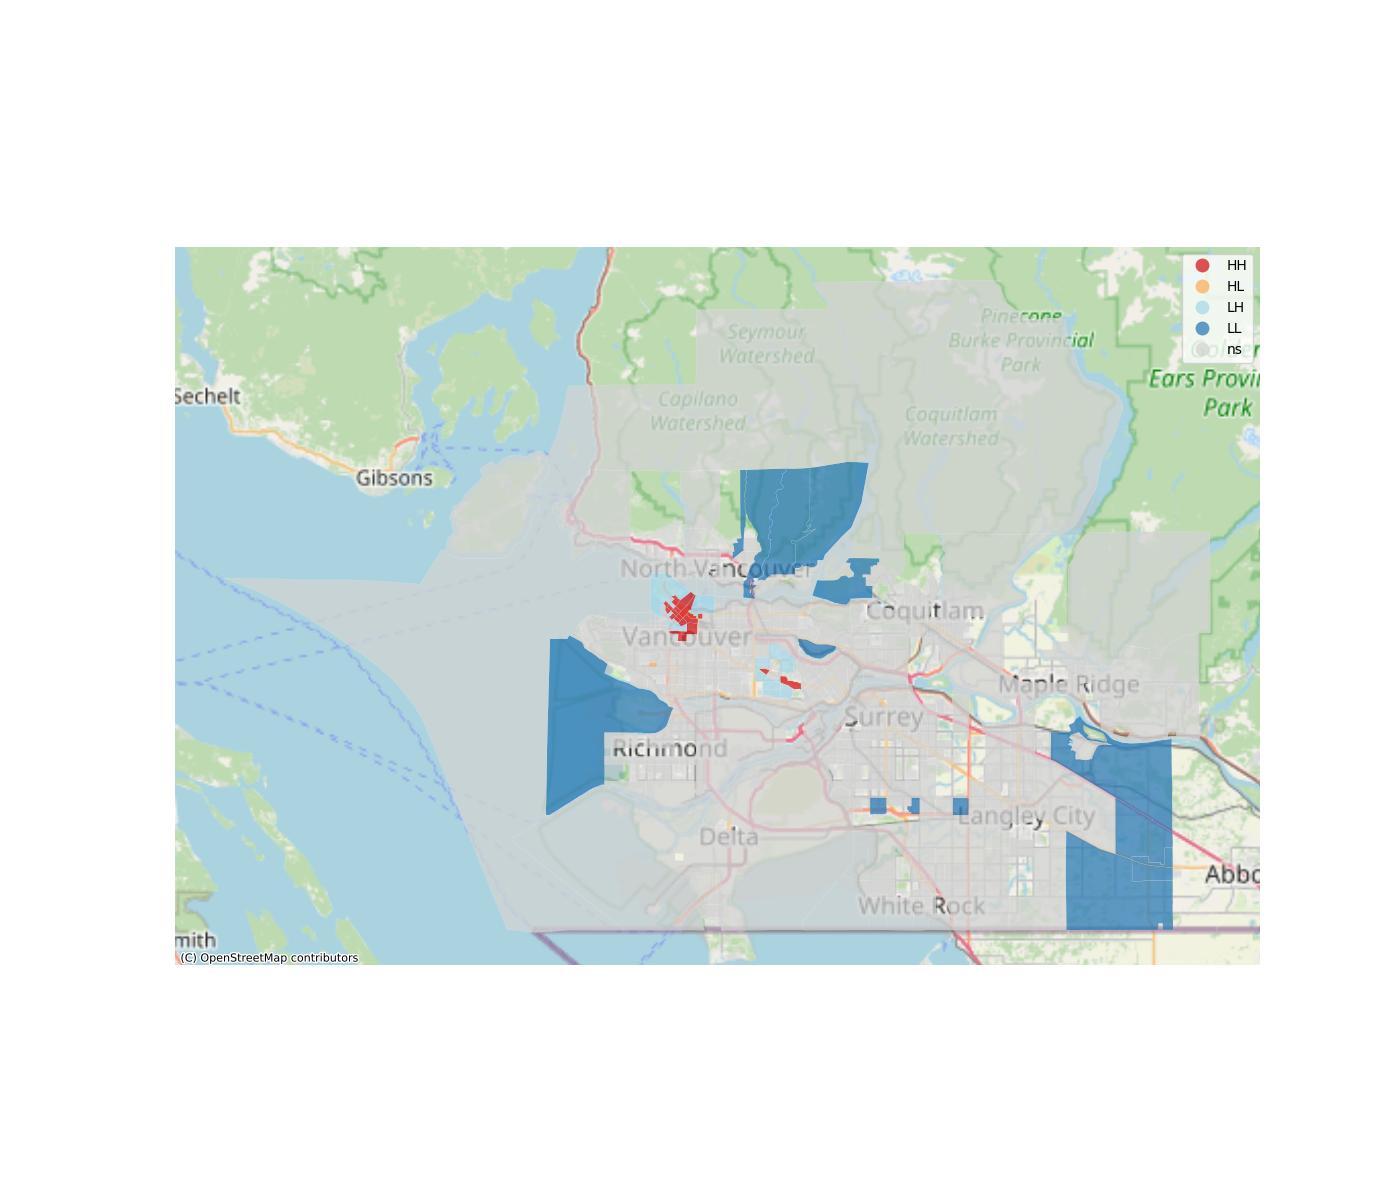 HH
HL
LH
LL
ns
Seymour
Watershed
Pinecone
Burke Provincial
Park
Golden
Ears Provi
Park
Sechelt
Capilano
Watershed
Coquitlam
Watershed
Gibsons
North Vancouver
Coquitlam
Vancouver
Maple Ridge
Surrey
Richmond
Langley City
Delta
Abbo
White Rock
mith
(C) OpenStreetMap contributors